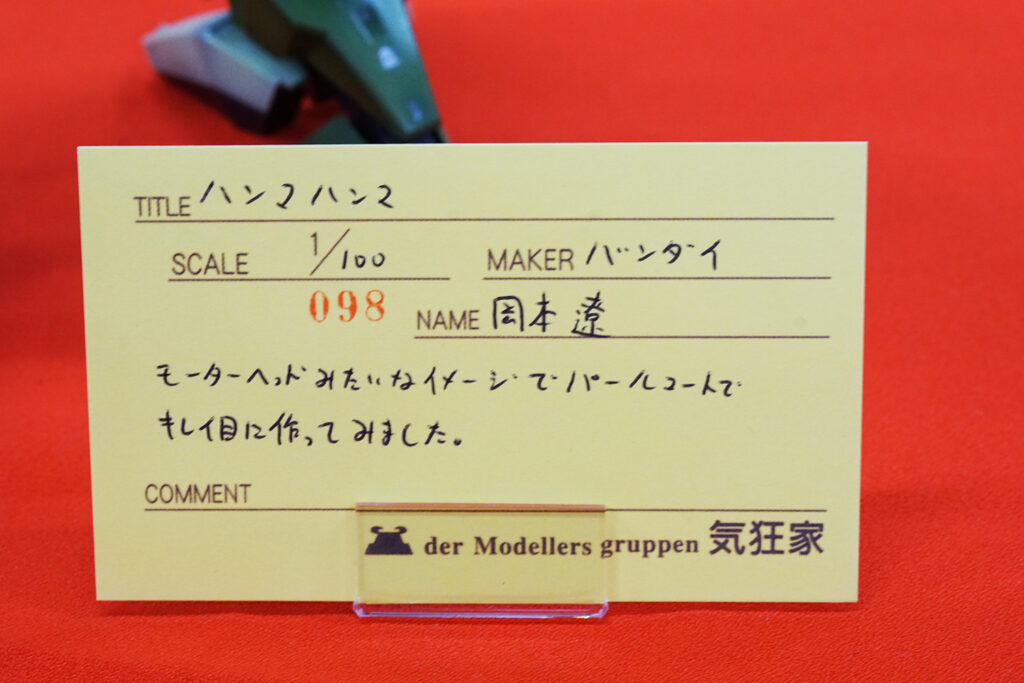 TITLE ハンマハンマ
SCALE 1/100 MAKER バンダイ
098 NAME 岡本 遼
モーターヘッドみたいなイメージでパールコートで
キレイ目に作ってみました。
COMMENT
der Modellers gruppen 気狂家